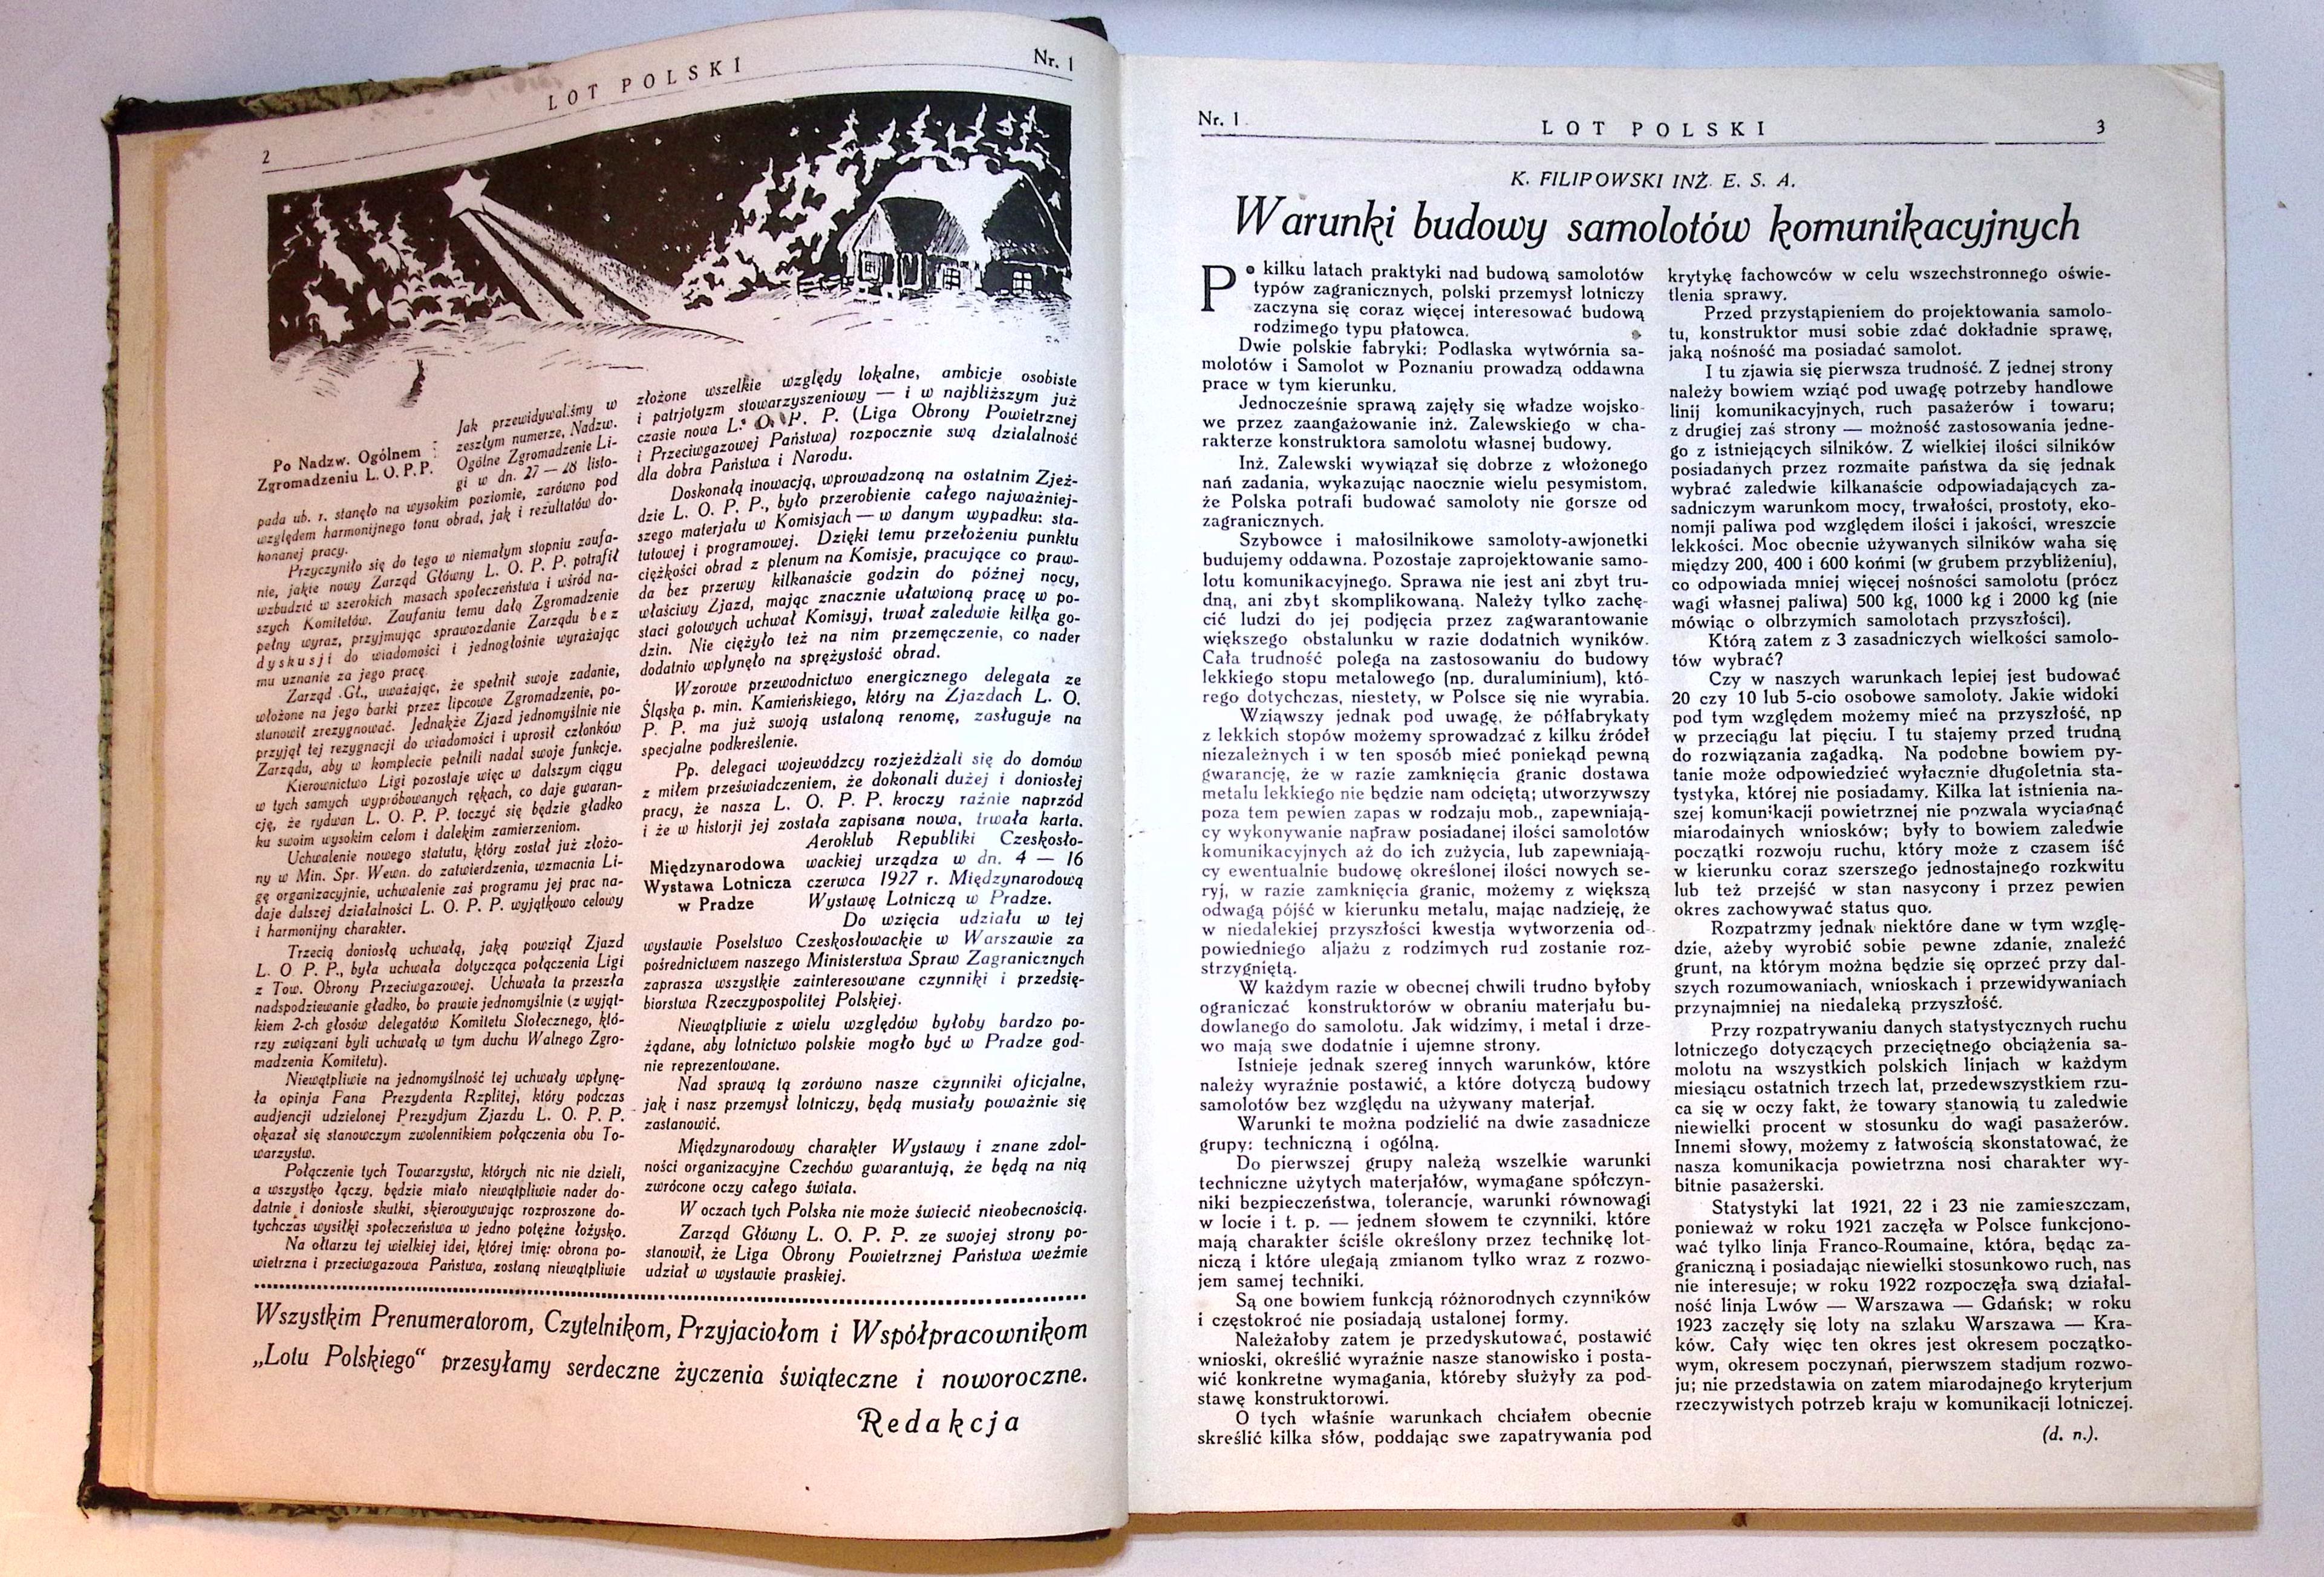 2
LOT POLSKI
Nr. 1
Po Nadzw. Ogólnem
Zgromadzeniu L. O. P. P.
Jak przewidywaliśmy w
zeszłym numerze, Nadzw.
Ogólne Zgromadzenie Li-
gi w dn. 27 — 28 listo-
pada ub. r. stanęło na wysokim poziomie, zarówno pod
względem harmonijnego tonu obrad, jak i rezultatów do-
konanej pracy.
Przyczyniło się do tego w niemałym stopniu zaufa-
nie, jakie nowy Zarząd Główny L. O. P. P. potrafił
wzbudzić w szerokich masach społeczeństwa i wśród na-
szych Komitetów. Zaufaniu temu dało Zgromadzenie
pełny wyraz, przyjmując sprawozdanie Zarządu bez
dyskusji do wiadomości i jednogłośnie wyrażając
mu uznanie za jego pracę.
Zarząd Gł., uważając, że spełnił swoje zadanie,
włożone na jego barki przez lipcowe Zgromadzenie, po-
stanowił zrezygnować. Jednakże Zjazd jednomyślnie nie
przyjął tej rezygnacji do wiadomości i uprosił członków
Zarządu, aby w komplecie pełnili nadal swoje funkcje.
Kierownictwo Ligi pozostaje więc w dalszym ciągu
w tych samych wypróbowanych rękach, co daje gwaran-
cję, że rydwan L. O. P. P. toczyć się będzie gładko
ku swoim wysokim celom i dalekim zamierzeniom.
Uchwalenie nowego statutu, który został już złożo-
ny w Min. Spr. Wewn. do zatwierdzenia, wzmacnia Li-
gę organizacyjnie, uchwalenie zaś programu jej prac na-
daje dalszej działalności L. O. P. P. wyjątkowo celowy
i harmonijny charakter.
Trzecią doniosłą uchwałą, jaką powziął Zjazd
L. O P. P., była uchwała dotycząca połączenia Ligi
z Tow. Obrony Przeciwgazowej. Uchwała ta przeszła
nadspodziewanie gładko, bo prawie jednomyślnie (z wyjąt-
kiem 2-ch głosów delegatów Komitetu Stołecznego, któ-
rzy związani byli uchwałą w tym duchu Walnego Zgro-
madzenia Komitetu).
Niewątpliwie na jednomyślność tej uchwały wpłynę-
ła opinja Pana Prezydenta Rzplitej, który podczas
audjencji udzielonej Prezydjum Zjazdu L. O. P. P.
okazał się stanowczym zwolennikiem połączenia obu To-
warzystw.
Połączenie tych Towarzystw, których nic nie dzieli,
a wszystko łączy, będzie miało niewątpliwie nader do-
datnie i doniosłe skutki, skierowywując rozproszone do-
tychczas wysiłki społeczeństwa w jedno potężne łożysko.
Na ołtarzu tej wielkiej idei, której imię: obrona po-
wietrzna i przeciwgazowa Państwa, zostaną niewątpliwie
złożone wszelkie względy lokalne, ambicje osobiste
i patrjotyzm stowarzyszeniowy — i w najbliższym już
czasie nowa L. O. P. P. (Liga Obrony Powietrznej
i Przeciwgazowej Państwa) rozpocznie swą działalność
dla dobra Państwa i Narodu.
Doskonałą inowacją, wprowadzoną na ostatnim Zjeź-
dzie L. O. P. P., było przerobienie całego najważniej-
szego materjału w Komisjach — w danym wypadku: sta-
tutowej i programowej. Dzięki temu przełożeniu punktu
ciężkości obrad z plenum na Komisje, pracujące co praw-
da bez przerwy kilkanaście godzin do późnej nocy,
właściwy Zjazd, mając znacznie ułatwioną pracę w po-
staci gotowych uchwał Komisyj, trwał zaledwie kilka go-
dzin. Nie ciężyło też na nim przemęczenie, co nader
dodatnio wpłynęło na sprężystość obrad.
Wzorowe przewodnictwo energicznego delegata ze
Śląska p. min. Kamieńskiego, który na Zjazdach L. O.
P. P. ma już swoją ustaloną renomę, zasługuje na
specjalne podkreślenie.
Pp. delegaci wojewódzcy rozjeżdżali się do domów
z miłem przeświadczeniem, że dokonali dużej i doniosłej
pracy, że nasza L. O. P. P. kroczy raźnie naprzód
i że w historji jej została zapisana nowa, trwała karta.
Międzynarodowa
Wystawa Lotnicza
w Pradze
Aeroklub Republiki Czeskosło-
wackiej urządza w dn. 4 — 16
czerwca 1927 r. Międzynarodową
Wystawę Lotniczą w Pradze.
Do wzięcia udziału w tej
wystawie Poselstwo Czeskosłowackie w Warszawie za
pośrednictwem naszego Ministerstwa Spraw Zagranicznych
zaprasza wszystkie zainteresowane czynniki i przedsię-
biorstwa Rzeczypospolitej Polskiej.
Niewątpliwie z wielu względów byłoby bardzo po-
żądane, aby lotnictwo polskie mogło być w Pradze god-
nie reprezentowane.
Nad sprawą tą zarówno nasze czynniki oficjalne,
jak i nasz przemysł lotniczy, będą musiały poważnie się
zastanowić.
Międzynarodowy charakter Wystawy i znane zdol-
ności organizacyjne Czechów gwarantują, że będą na nią
zwrócone oczy całego świata.
W oczach tych Polska nie może świecić nieobecnością.
Zarząd Główny L. O. P. P. ze swojej strony po-
stanowił, że Liga Obrony Powietrznej Państwa weźmie
udział w wystawie praskiej.
Wszystkim Prenumeratorom, Czytelnikom, Przyjaciołom i Współpracownikom
„Lotu Polskiego“ przesyłamy serdeczne życzenia świąteczne i noworoczne.
Redakcja
Nr. 1
LOT POLSKI
3
K. FILIPOWSKI INŻ. E. S. A.
Warunki budowy samolotów komunikacyjnych
Po kilku latach praktyki nad budową samolotów
typów zagranicznych, polski przemysł lotniczy
zaczyna się coraz więcej interesować budową
rodzimego typu płatowca.
Dwie polskie fabryki: Podlaska wytwórnia sa-
molotów i Samolot w Poznaniu prowadzą oddawna
prace w tym kierunku.
Jednocześnie sprawą zajęły się władze wojsko-
we przez zaangażowanie inż. Zalewskiego w cha-
rakterze konstruktora samolotu własnej budowy.
Inż. Zalewski wywiązał się dobrze z włożonego
nań zadania, wykazując naocznie wielu pesymistom,
że Polska potrafi budować samoloty nie gorsze od
zagranicznych.
Szybowce i małosilnikowe samoloty-awjonetki
budujemy oddawna. Pozostaje zaprojektowanie samo-
lotu komunikacyjnego. Sprawa nie jest ani zbyt tru-
dną, ani zbyt skomplikowaną. Należy tylko zachę-
cić ludzi do jej podjęcia przez zagwarantowanie
większego obstalunku w razie dodatnich wyników.
Cała trudność polega na zastosowaniu do budowy
lekkiego stopu metalowego (np. duraluminium), któ-
rego dotychczas, niestety, w Polsce się nie wyrabia.
Wziąwszy jednak pod uwagę, że półfabrykaty
z lekkich stopów możemy sprowadzać z kilku źródeł
niezależnych i w ten sposób mieć poniekąd pewną
gwarancję, że w razie zamknięcia granic dostawa
metalu lekkiego nie będzie nam odciętą; utworzywszy
poza tem pewien zapas w rodzaju mob., zapewniają-
cy wykonywanie napraw posiadanej ilości samolotów
komunikacyjnych aż do ich zużycia, lub zapewniają-
cy ewentualnie budowę określonej ilości nowych se-
ryj, w razie zamknięcia granic, możemy z większą
odwagą pójść w kierunku metalu, mając nadzieję, że
w niedalekiej przyszłości kwestja wytworzenia od-
powiedniego aljażu z rodzimych rud zostanie roz-
strzygniętą.
W każdym razie w obecnej chwili trudno byłoby
ograniczać konstruktorów w obraniu materjału bu-
dowlanego do samolotu. Jak widzimy, i metal i drze-
wo mają swe dodatnie i ujemne strony.
Istnieje jednak szereg innych warunków, które
należy wyraźnie postawić, a które dotyczą budowy
samolotów bez względu na używany materjał.
Warunki te można podzielić na dwie zasadnicze
grupy: techniczną i ogólną.
Do pierwszej grupy należą wszelkie warunki
techniczne użytych materjałów, wymagane spółczyn-
niki bezpieczeństwa, tolerancje, warunki równowagi
w locie i t. p. — jednem słowem te czynniki, które
mają charakter ściśle określony przez technikę lot-
niczą i które ulegają zmianom tylko wraz z rozwo-
jem samej techniki.
Są one bowiem funkcją różnorodnych czynników
i częstokroć nie posiadają ustalonej formy.
Należałoby zatem je przedyskutować, postawić
wnioski, określić wyraźnie nasze stanowisko i posta-
wić konkretne wymagania, któreby służyły za pod-
stawę konstruktorowi.
O tych właśnie warunkach chciałem obecnie
skreślić kilka słów, poddając swe zapatrywania pod
krytykę fachowców w celu wszechstronnego oświe-
tlenia sprawy.
Przed przystąpieniem do projektowania samolo-
tu, konstruktor musi sobie zdać dokładnie sprawę,
jaką nośność ma posiadać samolot.
I tu zjawia się pierwsza trudność. Z jednej strony
należy bowiem wziąć pod uwagę potrzeby handlowe
linij komunikacyjnych, ruch pasażerów i towaru;
z drugiej zaś strony — możność zastosowania jedne-
go z istniejących silników. Z wielkiej ilości silników
posiadanych przez rozmaite państwa da się jednak
wybrać zaledwie kilkanaście odpowiadających za-
sadniczym warunkom mocy, trwałości, prostoty, eko-
nomji paliwa pod względem ilości i jakości, wreszcie
lekkości. Moc obecnie używanych silników waha się
między 200, 400 i 600 końmi (w grubem przybliżeniu),
co odpowiada mniej więcej nośności samolotu (prócz
wagi własnej paliwa) 500 kg, 1000 kg i 2000 kg (nie
mówiąc o olbrzymich samolotach przyszłości).
Którą zatem z 3 zasadniczych wielkości samolo-
tów wybrać?
Czy w naszych warunkach lepiej jest budować
20 czy 10 lub 5-cio osobowe samoloty. Jakie widoki
pod tym względem możemy mieć na przyszłość, np
w przeciągu lat pięciu. I tu stajemy przed trudną
do rozwiązania zagadką. Na podobne bowiem py-
tanie może odpowiedzieć wyłącznie długoletnia sta-
tystyka, której nie posiadamy. Kilka lat istnienia na-
szej komunikacji powietrznej nie pozwala wyciągnąć
miarodainych wniosków; były to bowiem zaledwie
początki rozwoju ruchu, który może z czasem iść
w kierunku coraz szerszego jednostajnego rozkwitu
lub też przejść w stan nasycony i przez pewien
okres zachowywać status quo.
Rozpatrzmy jednak niektóre dane w tym wzglę-
dzie, ażeby wyrobić sobie pewne zdanie, znaleźć
grunt, na którym można będzie się oprzeć przy dal-
szych rozumowaniach, wnioskach i przewidywaniach
przynajmniej na niedaleką przyszłość.
Przy rozpatrywaniu danych statystycznych ruchu
lotniczego dotyczących przeciętnego obciążenia sa-
molotu na wszystkich polskich linjach w każdym
miesiącu ostatnich trzech lat, przedewszystkiem rzu-
ca się w oczy fakt, że towary stanowią tu zaledwie
niewielki procent w stosunku do wagi pasażerów.
Innemi słowy, możemy z łatwością skonstatować, że
nasza komunikacja powietrzna nosi charakter wy-
bitnie pasażerski.
Statystyki lat 1921, 22 i 23 nie zamieszczam,
ponieważ w roku 1921 zaczęła w Polsce funkcjono-
wać tylko linja Franco-Roumaine, która, będąc za-
graniczną i posiadając niewielki stosunkowo ruch, nas
nie interesuje; w roku 1922 rozpoczęła swą działal-
ność linja Lwów — Warszawa — Gdańsk; w roku
1923 zaczęły się loty na szlaku Warszawa — Kra-
ków. Cały więc ten okres jest okresem początko-
wym, okresem poczynań, pierwszem stadjum rozwo-
ju; nie przedstawia on zatem miarodajnego kryterjum
rzeczywistych potrzeb kraju w komunikacji lotniczej.
(d. n.).